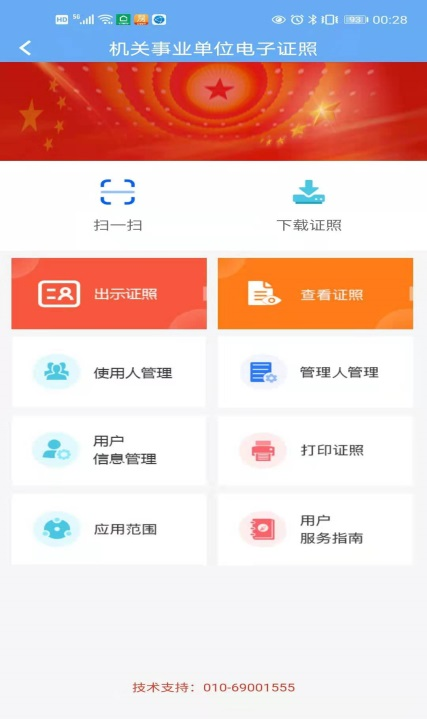 HD 5G 93 00:28
机关事业单位电子证照
扫一扫 下载证照
出示证照 查看证照
使用人管理 管理人管理
用户
信息管理
打印证照
应用范围
用户
服务指南
技术支持：010-69001555